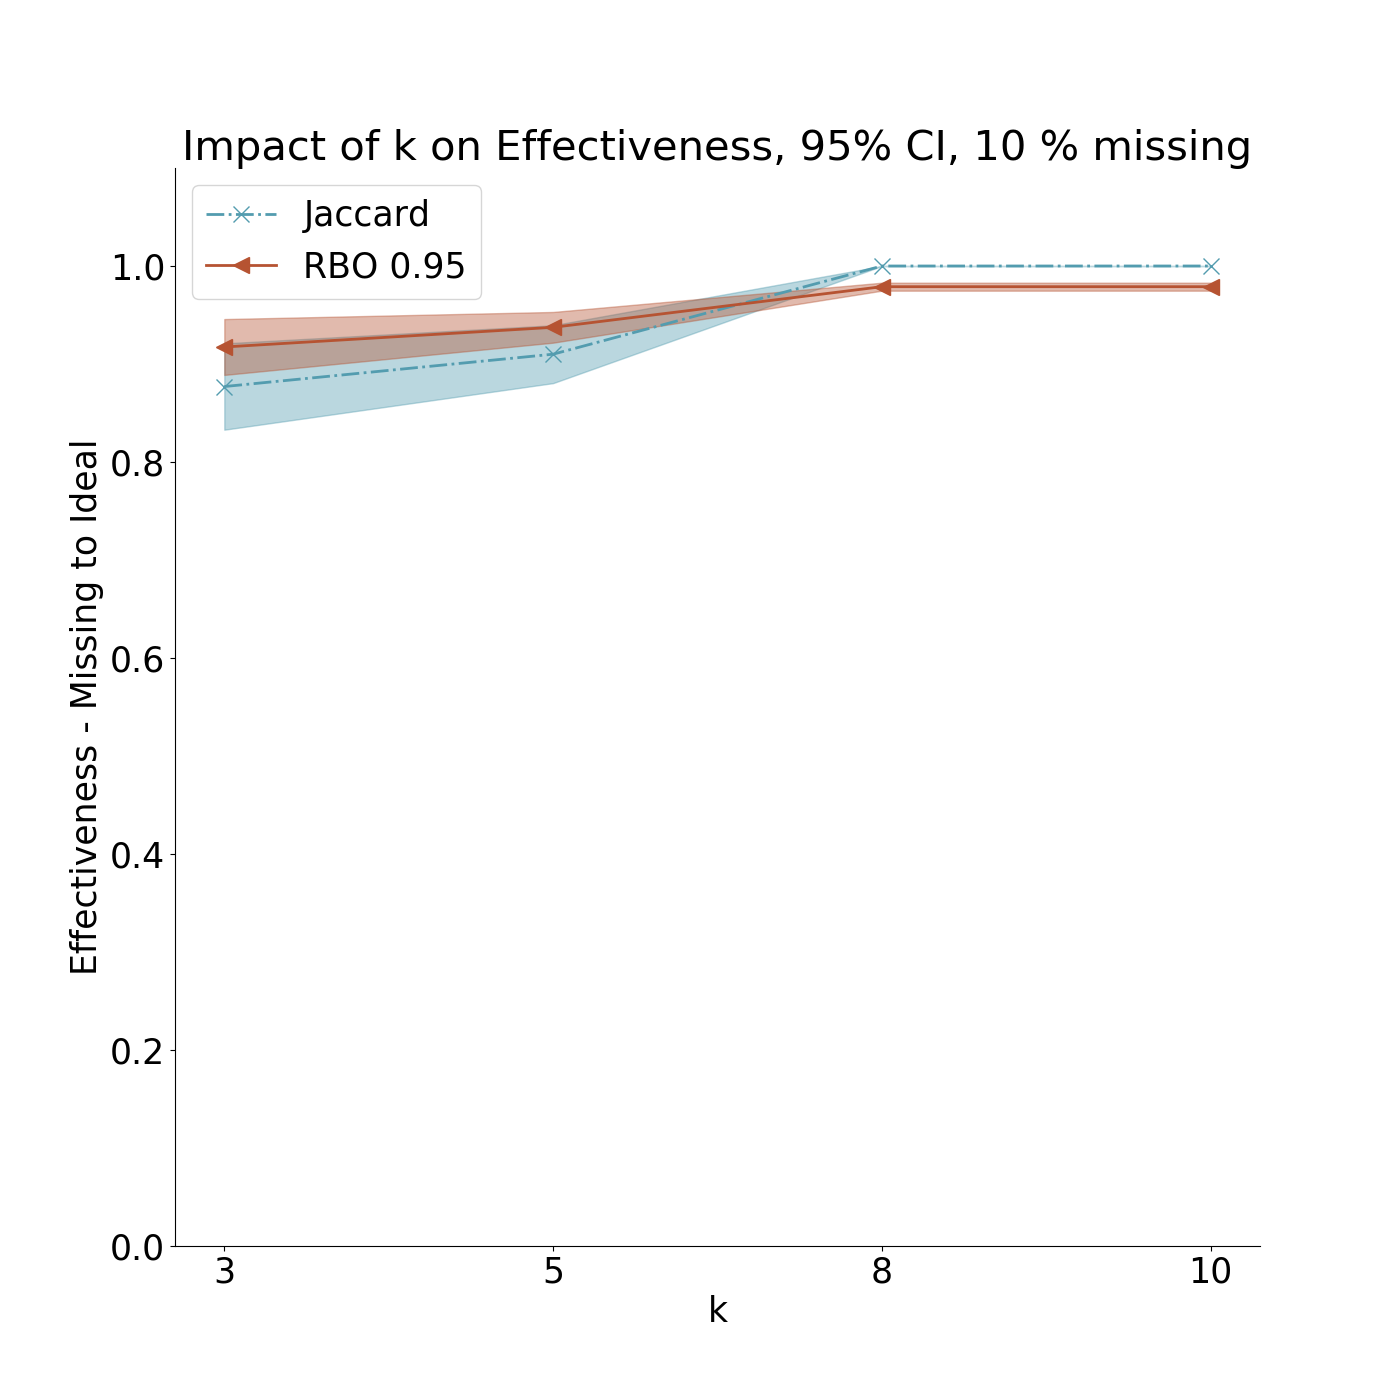 Impact of k on Effectiveness, 95% CI, 10 % missing
Jaccard
RBO 0.95
Effectiveness - Missing to Ideal
1.0
0.8
0.6
0.4
0.2
0.0
3 5 8 10
k